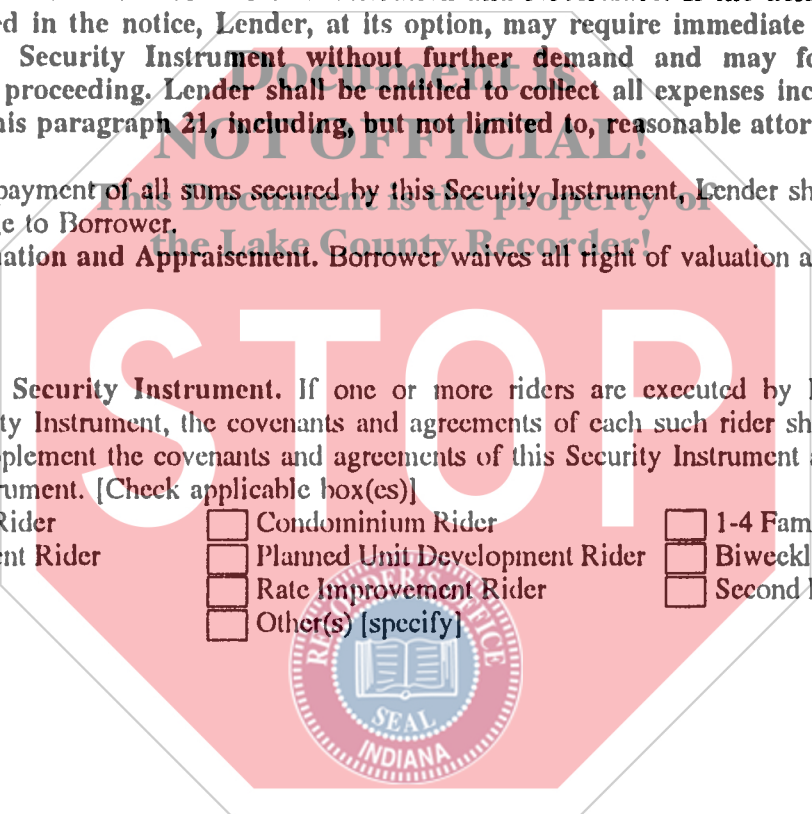 ed in the notice, Lender, at its option, may require immediate
Security Instrument without further demand and may fo
Document is
proceeding. Lender shall be entitled to collect all expenses inc
his paragraph 21, including, but not limited to, reasonable attor
NOT OFFICIAL!
payment of all sums secured by this Security Instrument, Lender sh
This Document is the property of
e to Borrower.
the Lake County Recorder!
uation and Appraisement. Borrower waives all right of valuation a
STOP
Security Instrument. If one or more riders are executed by
ty Instrument, the covenants and agreements of each such rider sh
pplement the covenants and agreements of this Security Instrument
rument. [Check applicable box(es)]
Rider Condominium Rider 1-4 Fam
nt Rider Planned Unit Development Rider Biweekl
Rate Improvement Rider Second
Other(s) [specify]
RECORDER'S OFFICE
SEAL
INDIANA